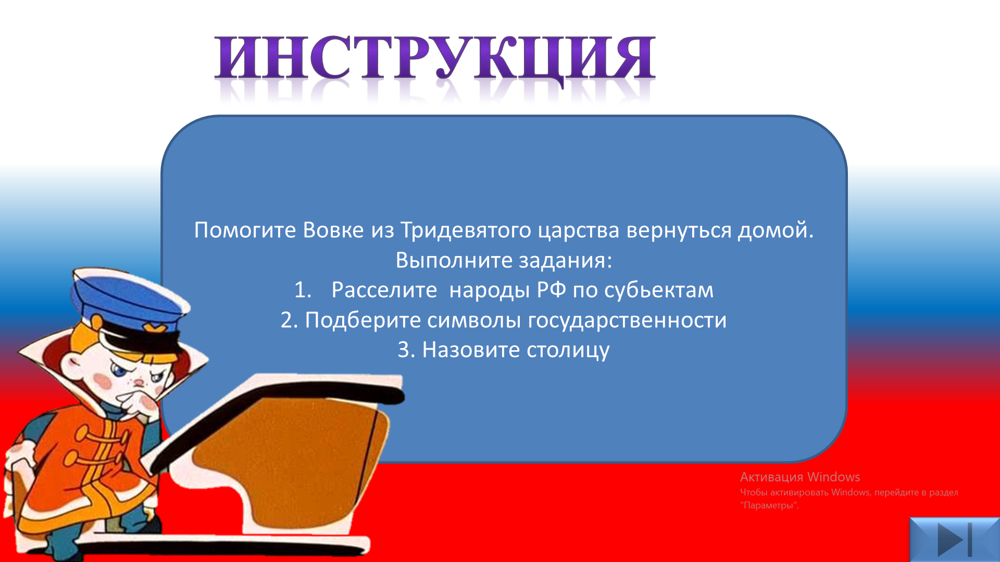 ИНСТРУКЦИЯ
Помогите Вовке из Тридевятого царства вернуться домой.
Выполните задания:
1. Расселите народы РФ по субьектам
2. Подберите символы государственности
3. Назовите столицу
Активация Windows
Чтобы активировать Windows, перейдите в раздел
"Параметры".